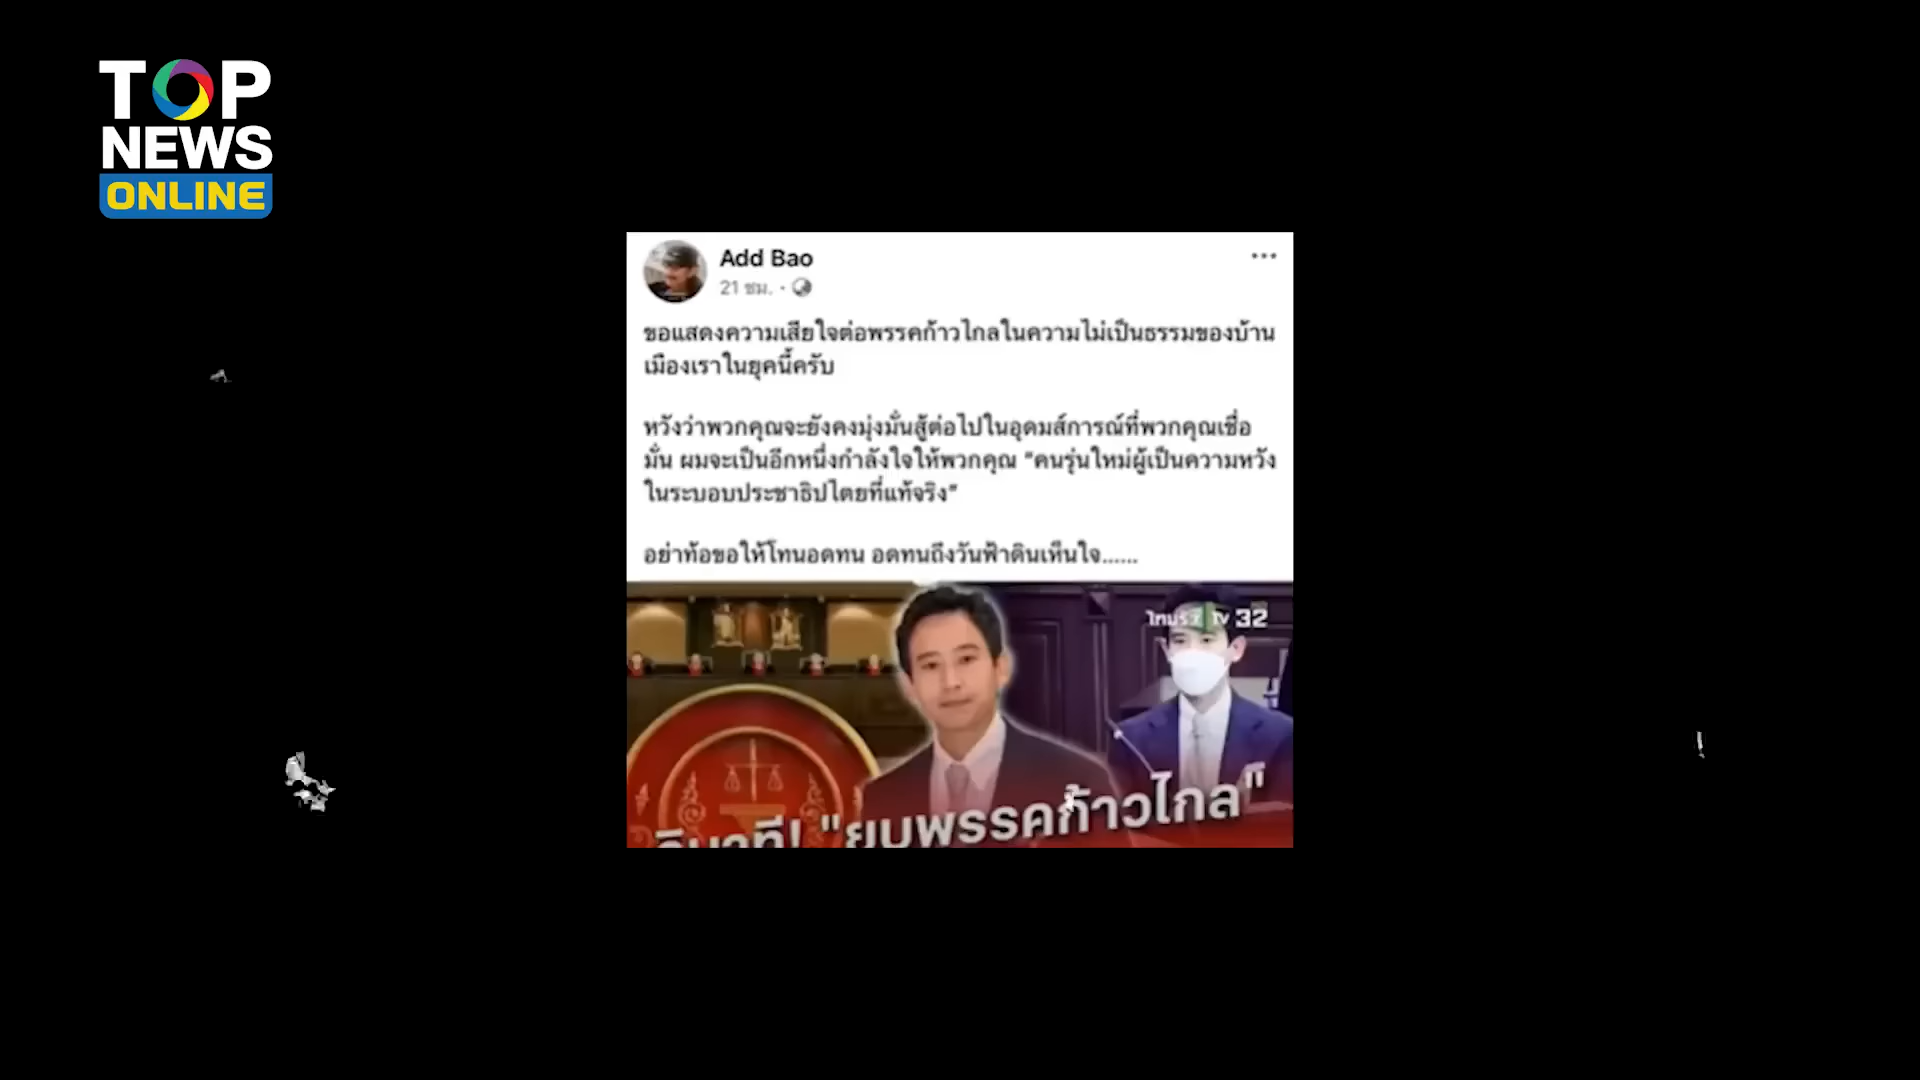 TOP
NEWS
ONLINE
Add Bao
21 ชม.
ขอแสดงความเสียใจต่อพรรคก้าวไกลในความไม่เป็นธรรมของบ้าน
เมืองเราในยุคนี้ครับ
หวังว่าพวกคุณจะยังคงมุ่งมั่นสู้ต่อไปในอุดมส์การณ์ที่พวกคุณเชื่อ
มั่น ผมจะเป็นอีกหนึ่งกำลังใจให้พวกคุณ “คนรุ่นใหม่ผู้เป็นความหวัง
ในระบอบประชาธิปไตยที่แท้จริง”
อย่าท้อขอให้โทนอดทน อดทนถึงวันฟ้าดินเห็นใจ......
ไทยรัฐ TV 32
"ยุบพรรคก้าวไกล"